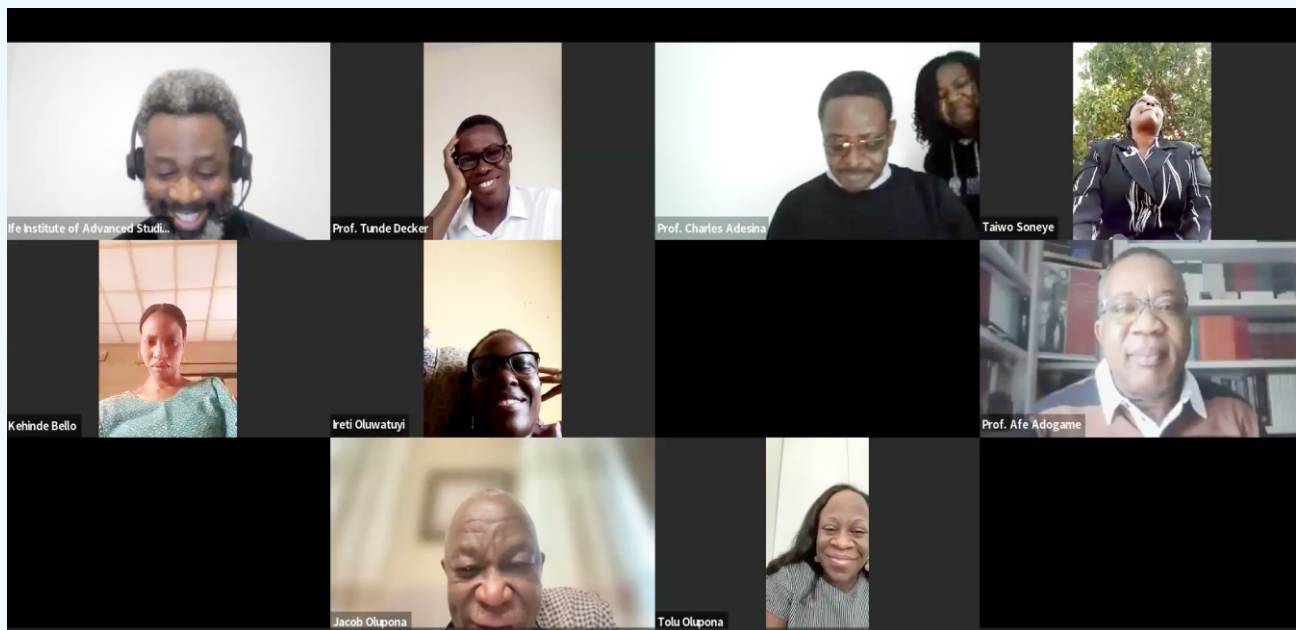 Ife Institute of Advanced Studi...
Prof. Tunde Decker
Prof. Charles Adesina
Taiwo Soneye
Kehinde Bello
Ireti Oluwatuyi
Prof. Afe Adogame
Jacob Olupona
Tolu Olupona